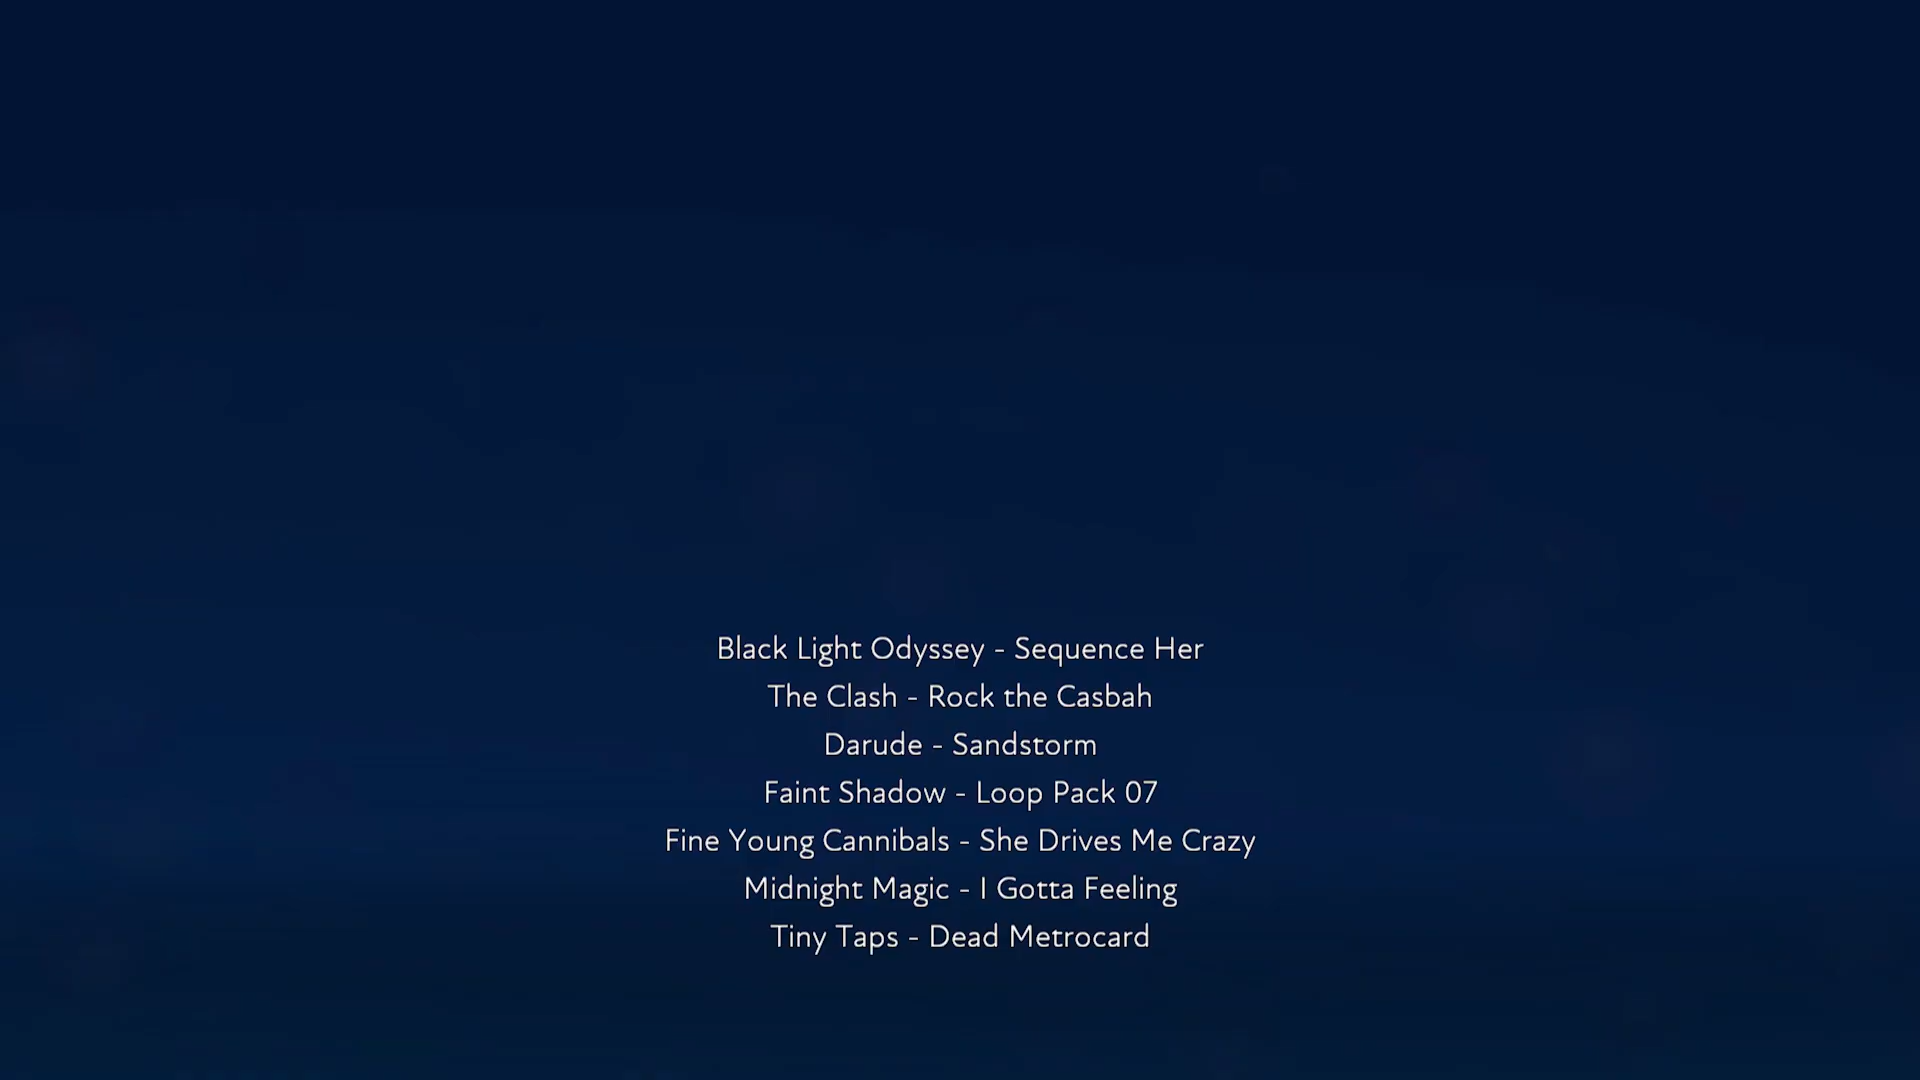 Black Light Odyssey - Sequence Her
The Clash - Rock the Casbah
Darude - Sandstorm
Faint Shadow - Loop Pack 07
Fine Young Cannibals - She Drives Me Crazy
Midnight Magic - I Gotta Feeling
Tiny Taps - Dead Metrocard